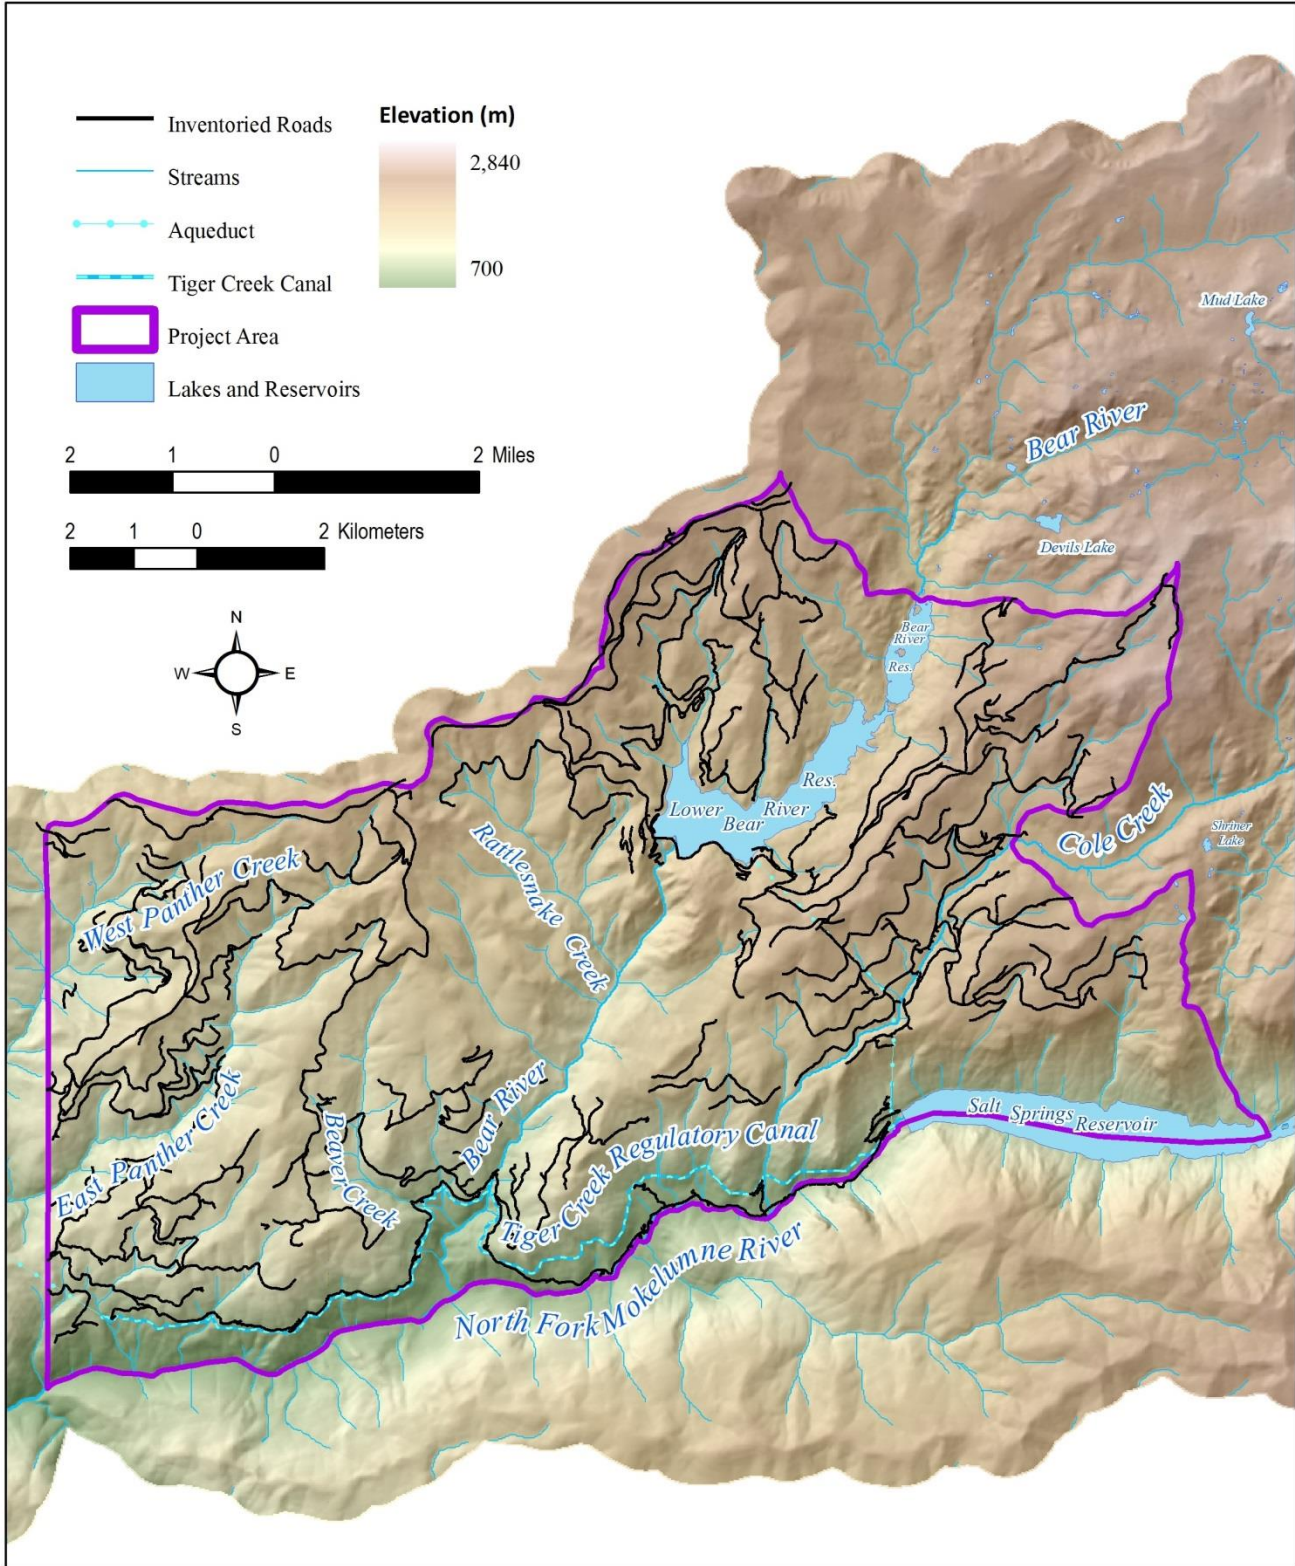 Inventoried Roads
Streams
Aqueduct
Tiger Creek Canal
Project Area
Lakes and Reservoirs
Elevation (m)
2,840
700
2 1 0 2 Miles
2 1 0 2 Kilometers
N
W E
S
Mud Lake
Bear River
Devils Lake
Bear
River
Res.
Lower Bear River Res.
Cole Creek
Shriner
Lake
Rattlesnake Creek
West Panther Creek
East Panther Creek
Beaver Creek
Bear River
Salt Springs Reservoir
Tiger Creek Regulatory Canal
North Fork Mokelumne River